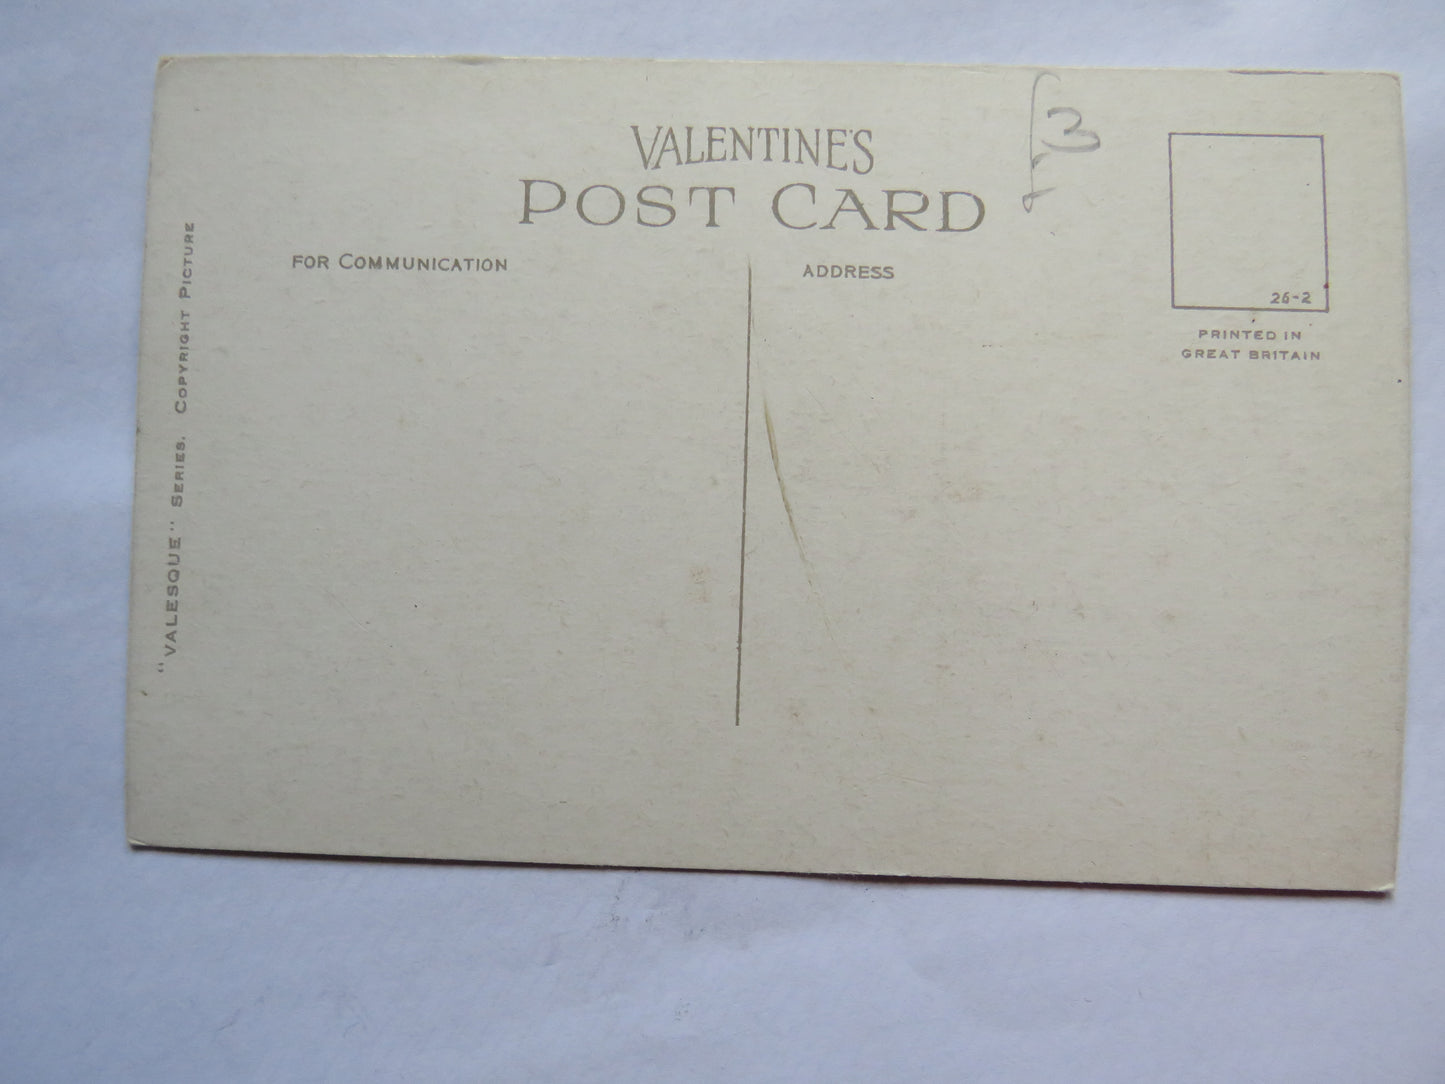 VALENTINE'S
POST CARD
£3
FOR COMMUNICATION
ADDRESS
26-2
PRINTED IN
GREAT BRITAIN
"VALESQUE" SERIES. COPYRIGHT PICTURE